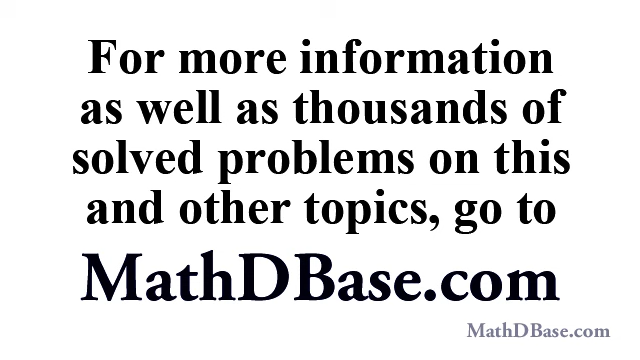 For more information
as well as thousands of
solved problems on this
and other topics, go to
MathDBase.com
MathDBase.com